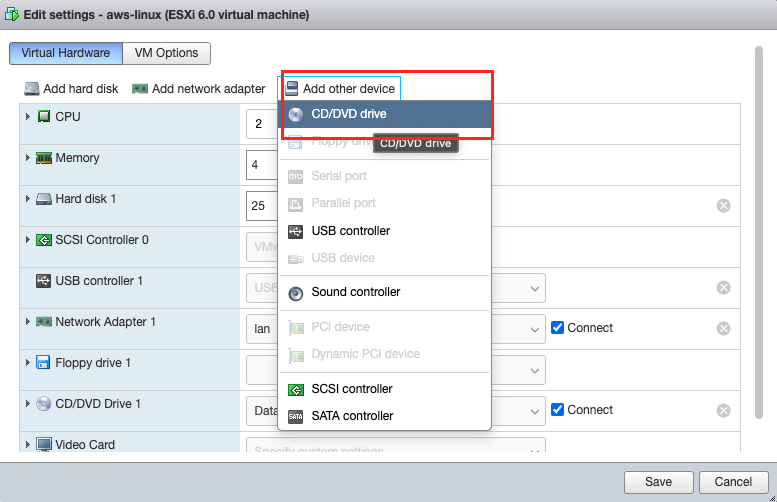 Edit settings - aws-linux (ESXi 6.0 virtual machine)
Virtual Hardware
VM Options
Add hard disk
Add network adapter
Add other device
CPU
2
CD/DVD drive
Floppy drive
CD/DVD drive
Memory
4
Serial port
Parallel port
Hard disk 1
25
USB controller
SCSI Controller 0
VMw
USB device
USB controller 1
USB
Sound controller
Network Adapter 1
lan
PCI device
Connect
Dynamic PCI device
Floppy drive 1
SCSI controller
CD/DVD Drive 1
Data
SATA
SATA controller
Connect
Video Card
Specify custom settings
Save
Cancel